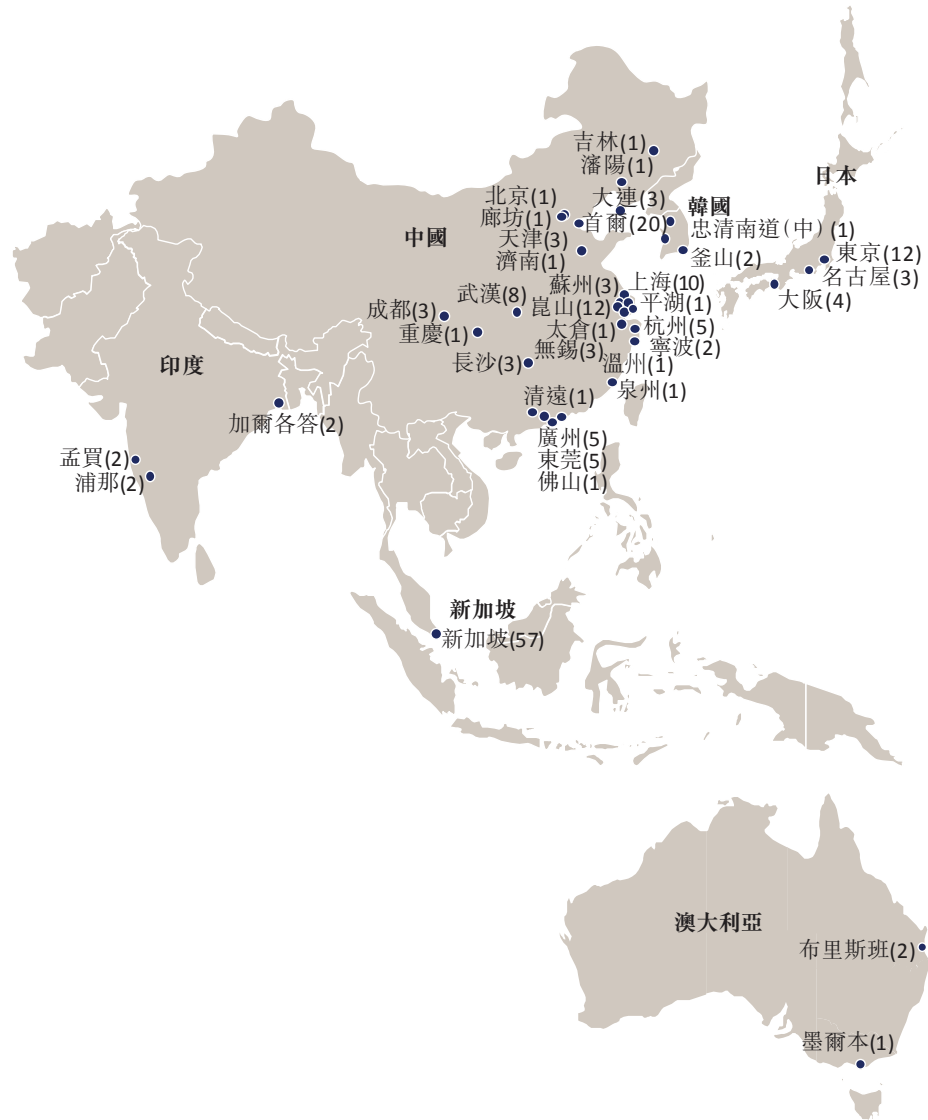 吉林(1)
瀋陽(1)
日本
北京(1)
大連(3)
韓國
廊坊(1)
首爾(20)
忠清南道(中)(1)
中國
天津(3)
東京(12)
濟南(1)
釜山(2)
名古屋(3)
蘇州(3)
上海(10)
大阪(4)
武漢(8)
成都(3)
崑山(12)
平湖(1)
重慶(1)
太倉(1)
杭州(5)
無錫(3)
寧波(2)
長沙(3)
溫州(1)
印度
泉州(1)
清遠(1)
加爾各答(2)
廣州(5)
孟買(2)
東莞(5)
浦那(2)
佛山(1)
新加坡
新加坡(57)
澳大利亞
布里斯班(2)
墨爾本(1)